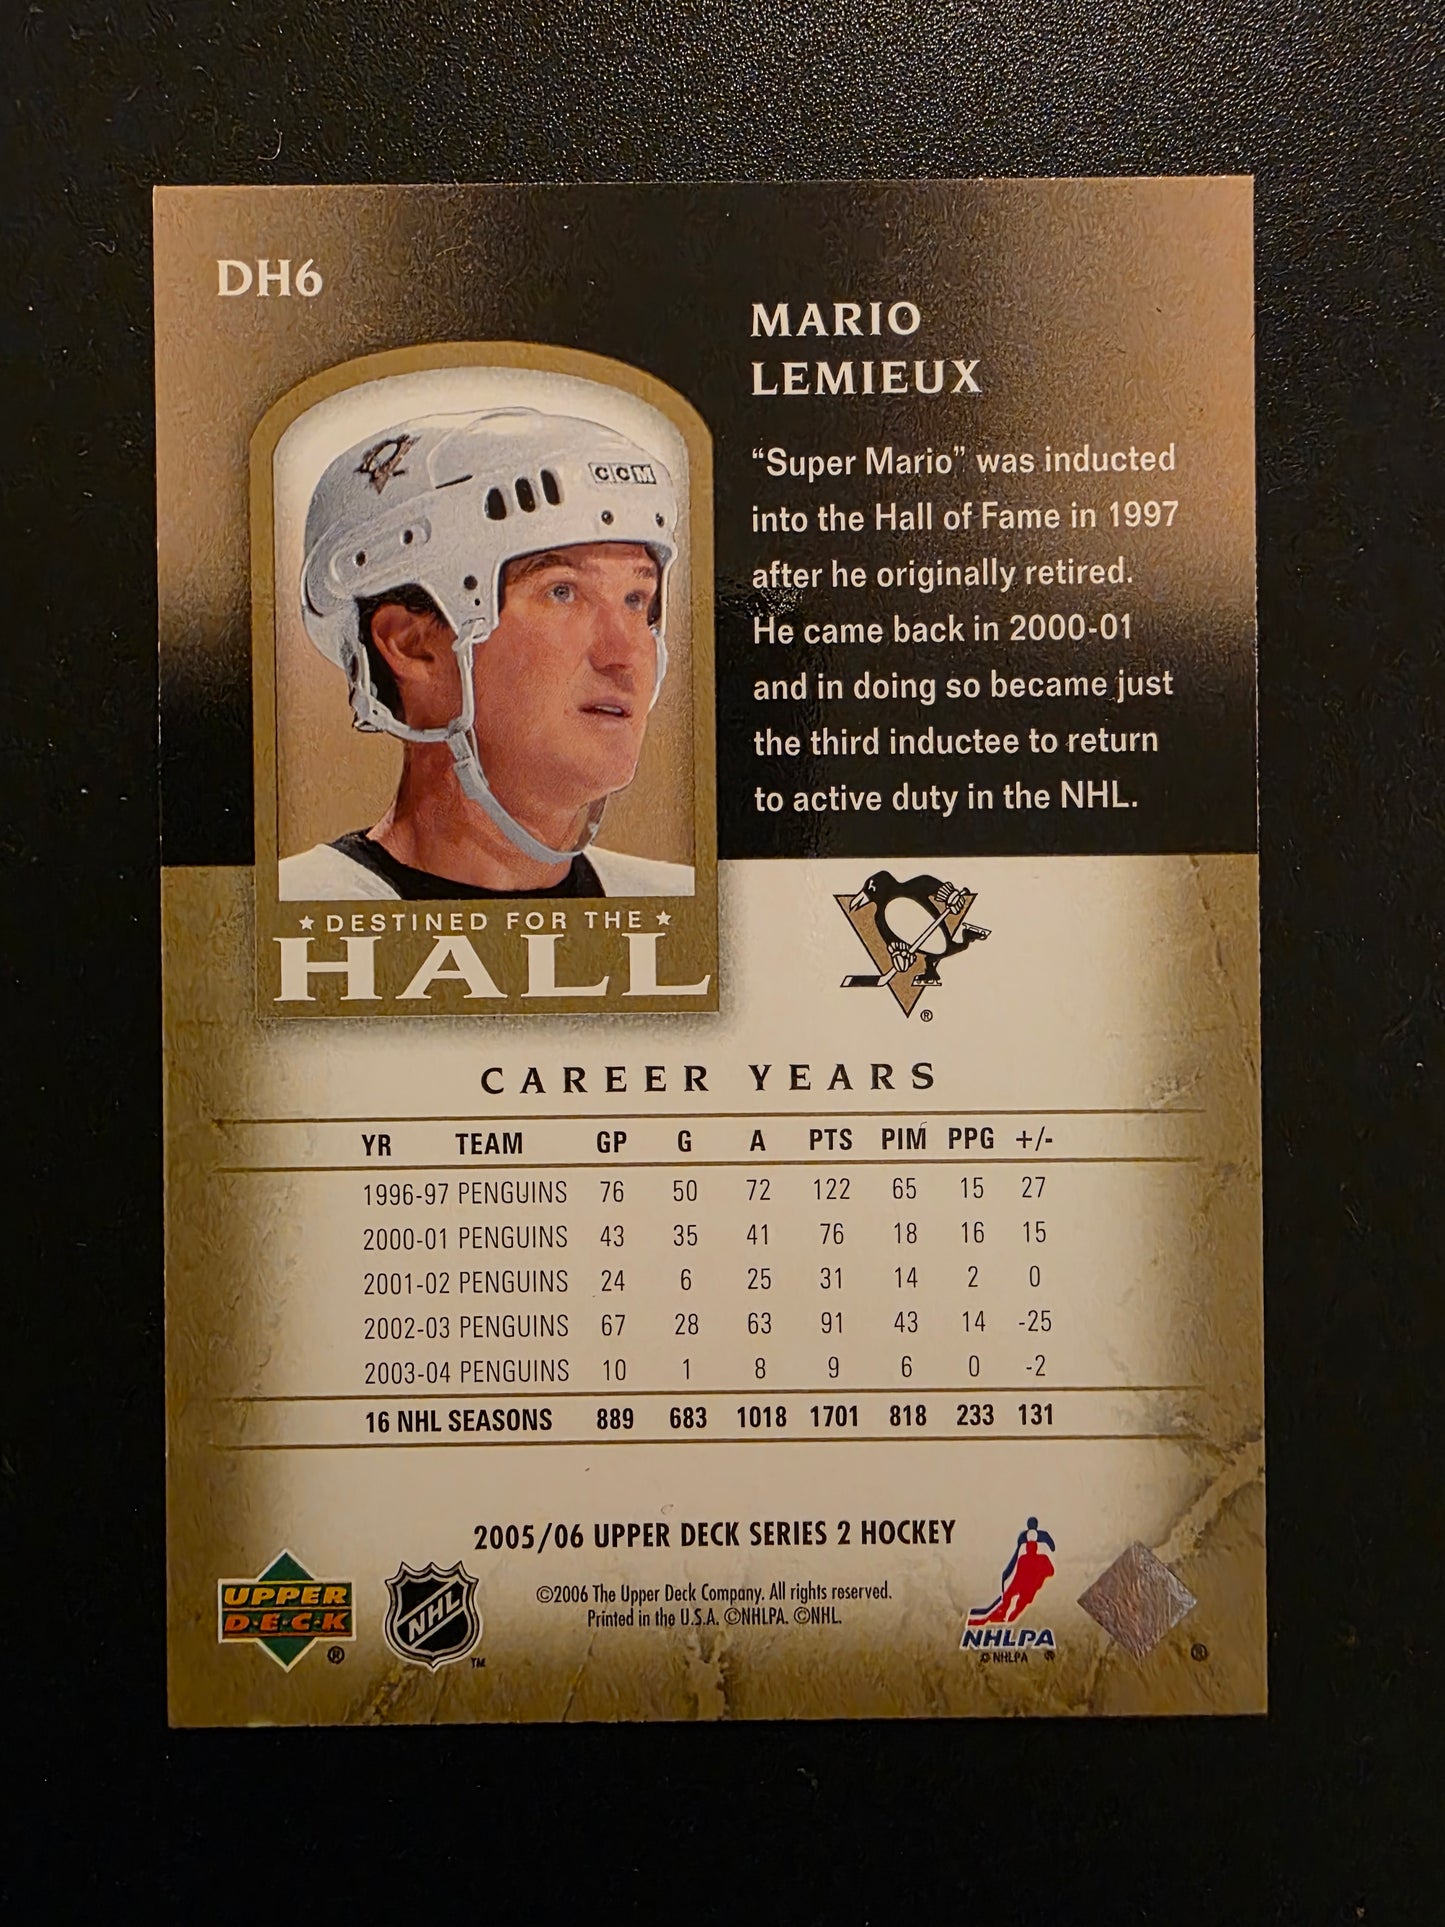 DH6
MARIO
LEMIEUX
“Super Mario” was inducted
into the Hall of Fame in 1997
after he originally retired.
He came back in 2000-01
and in doing so became just
the third inductee to return
to active duty in the NHL.
CCM
★ DESTINED FOR THE ★
HALL
®
CAREER YEARS
YR TEAM GP G A PTS PIM PPG +/-
1996-97 PENGUINS 76 50 72 122 65 15 27
2000-01 PENGUINS 43 35 41 76 18 16 15
2001-02 PENGUINS 24 6 25 31 14 2 0
2002-03 PENGUINS 67 28 63 91 43 14 -25
2003-04 PENGUINS 10 1 8 9 6 0 -2
16 NHL SEASONS 889 683 1018 1701 818 233 131
2005/06 UPPER DECK SERIES 2 HOCKEY
©2006 The Upper Deck Company. All rights reserved.
Printed in the U.S.A. ©NHLPA. ©NHL.
UPPER
D·E·C·K
®
NHL
™
NHLPA
© NHLPA ®
®